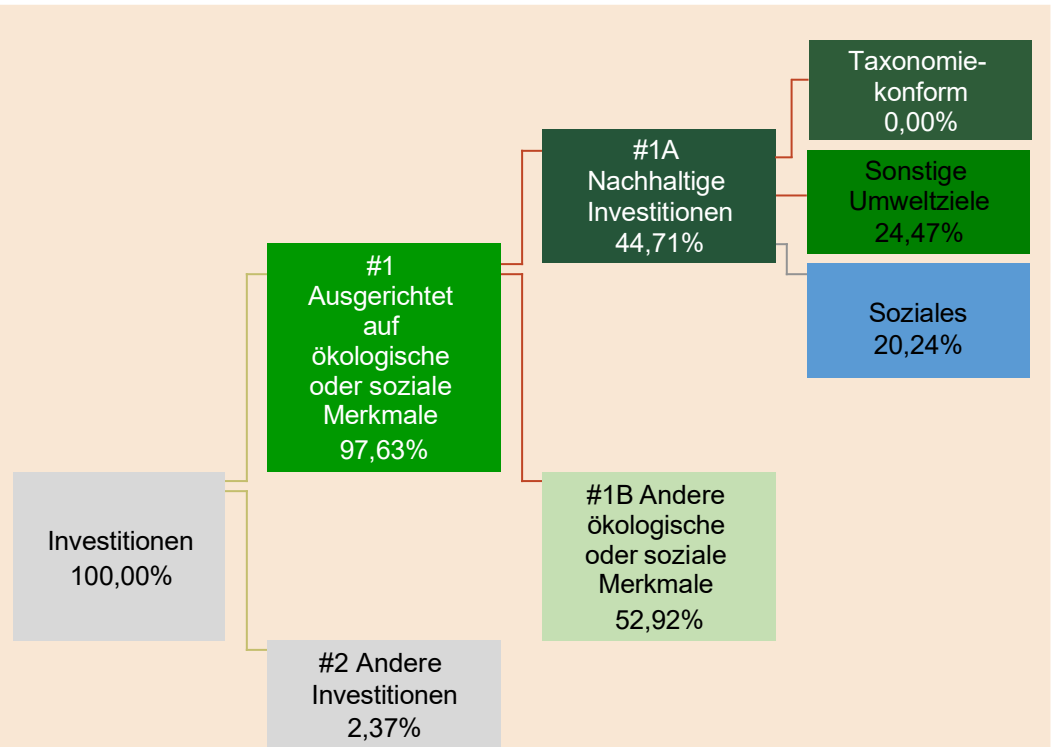 Taxonomie-
konform
0,00%
#1A
Nachhaltige
Investitionen
44,71%
Sonstige
Umweltziele
24,47%
#1
Ausgerichtet
auf
ökologische
oder soziale
Merkmale
97,63%
Soziales
20,24%
#1B Andere
ökologische
oder soziale
Merkmale
52,92%
Investitionen
100,00%
#2 Andere
Investitionen
2,37%